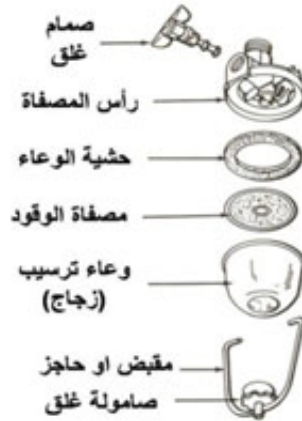 صمام
غلق
رأس المصفاة
حشية الوعاء
مصفاة الوقود
وعاء ترسيب
(زجاج)
مقبض او حاجز
صامولة غلق